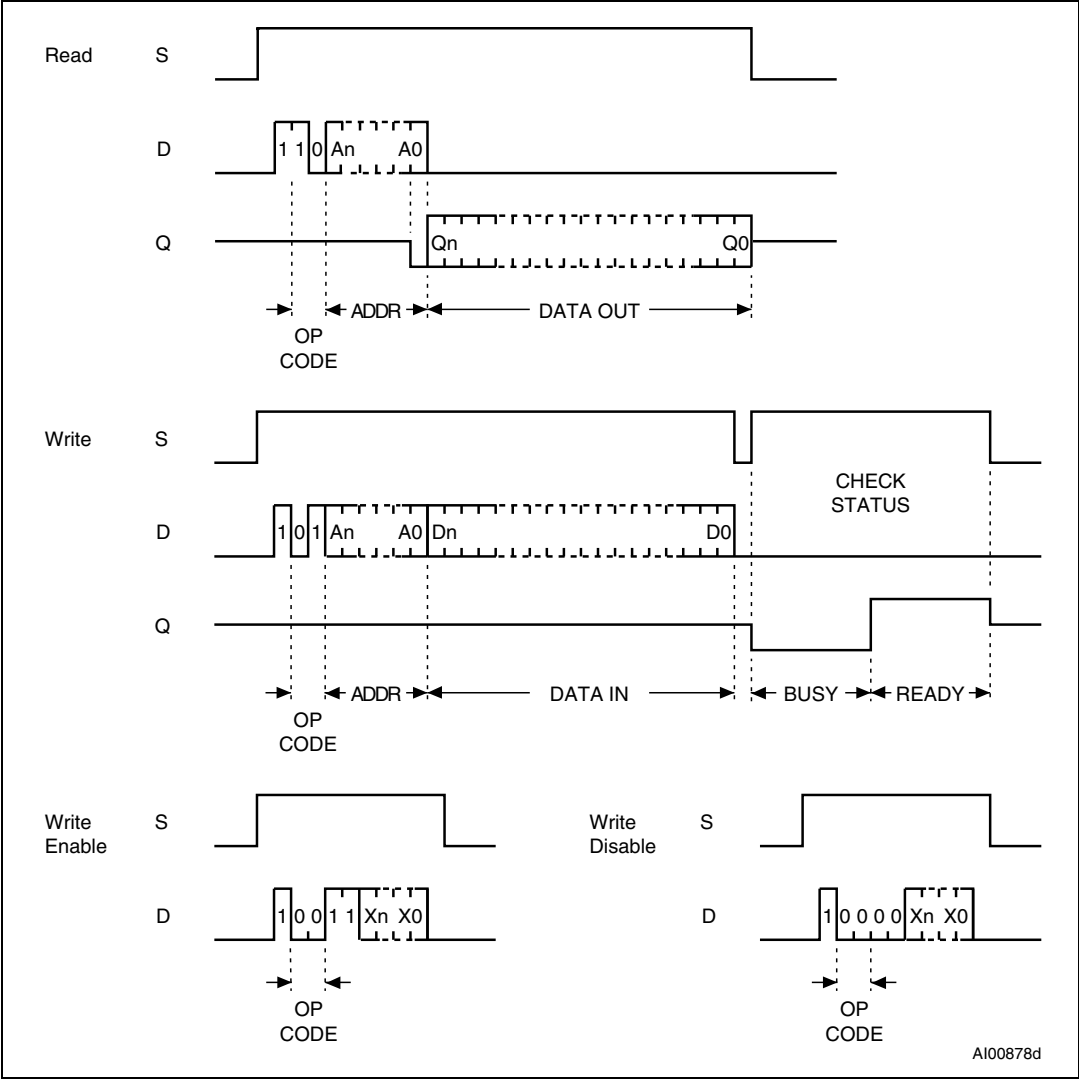 Read S
D 1 1 0 An A0
Q Qn Q0
ADDR DATA OUT
OP
CODE
Write S
CHECK
STATUS
D 1 0 1 An A0 Dn D0
Q
ADDR DATA IN BUSY READY
OP
CODE
Write
Enable
S
D 1 0 0 1 1 Xn X0
OP
CODE
Write
Disable
S
D 1 0 0 0 0 Xn X0
OP
CODE
AI00878d